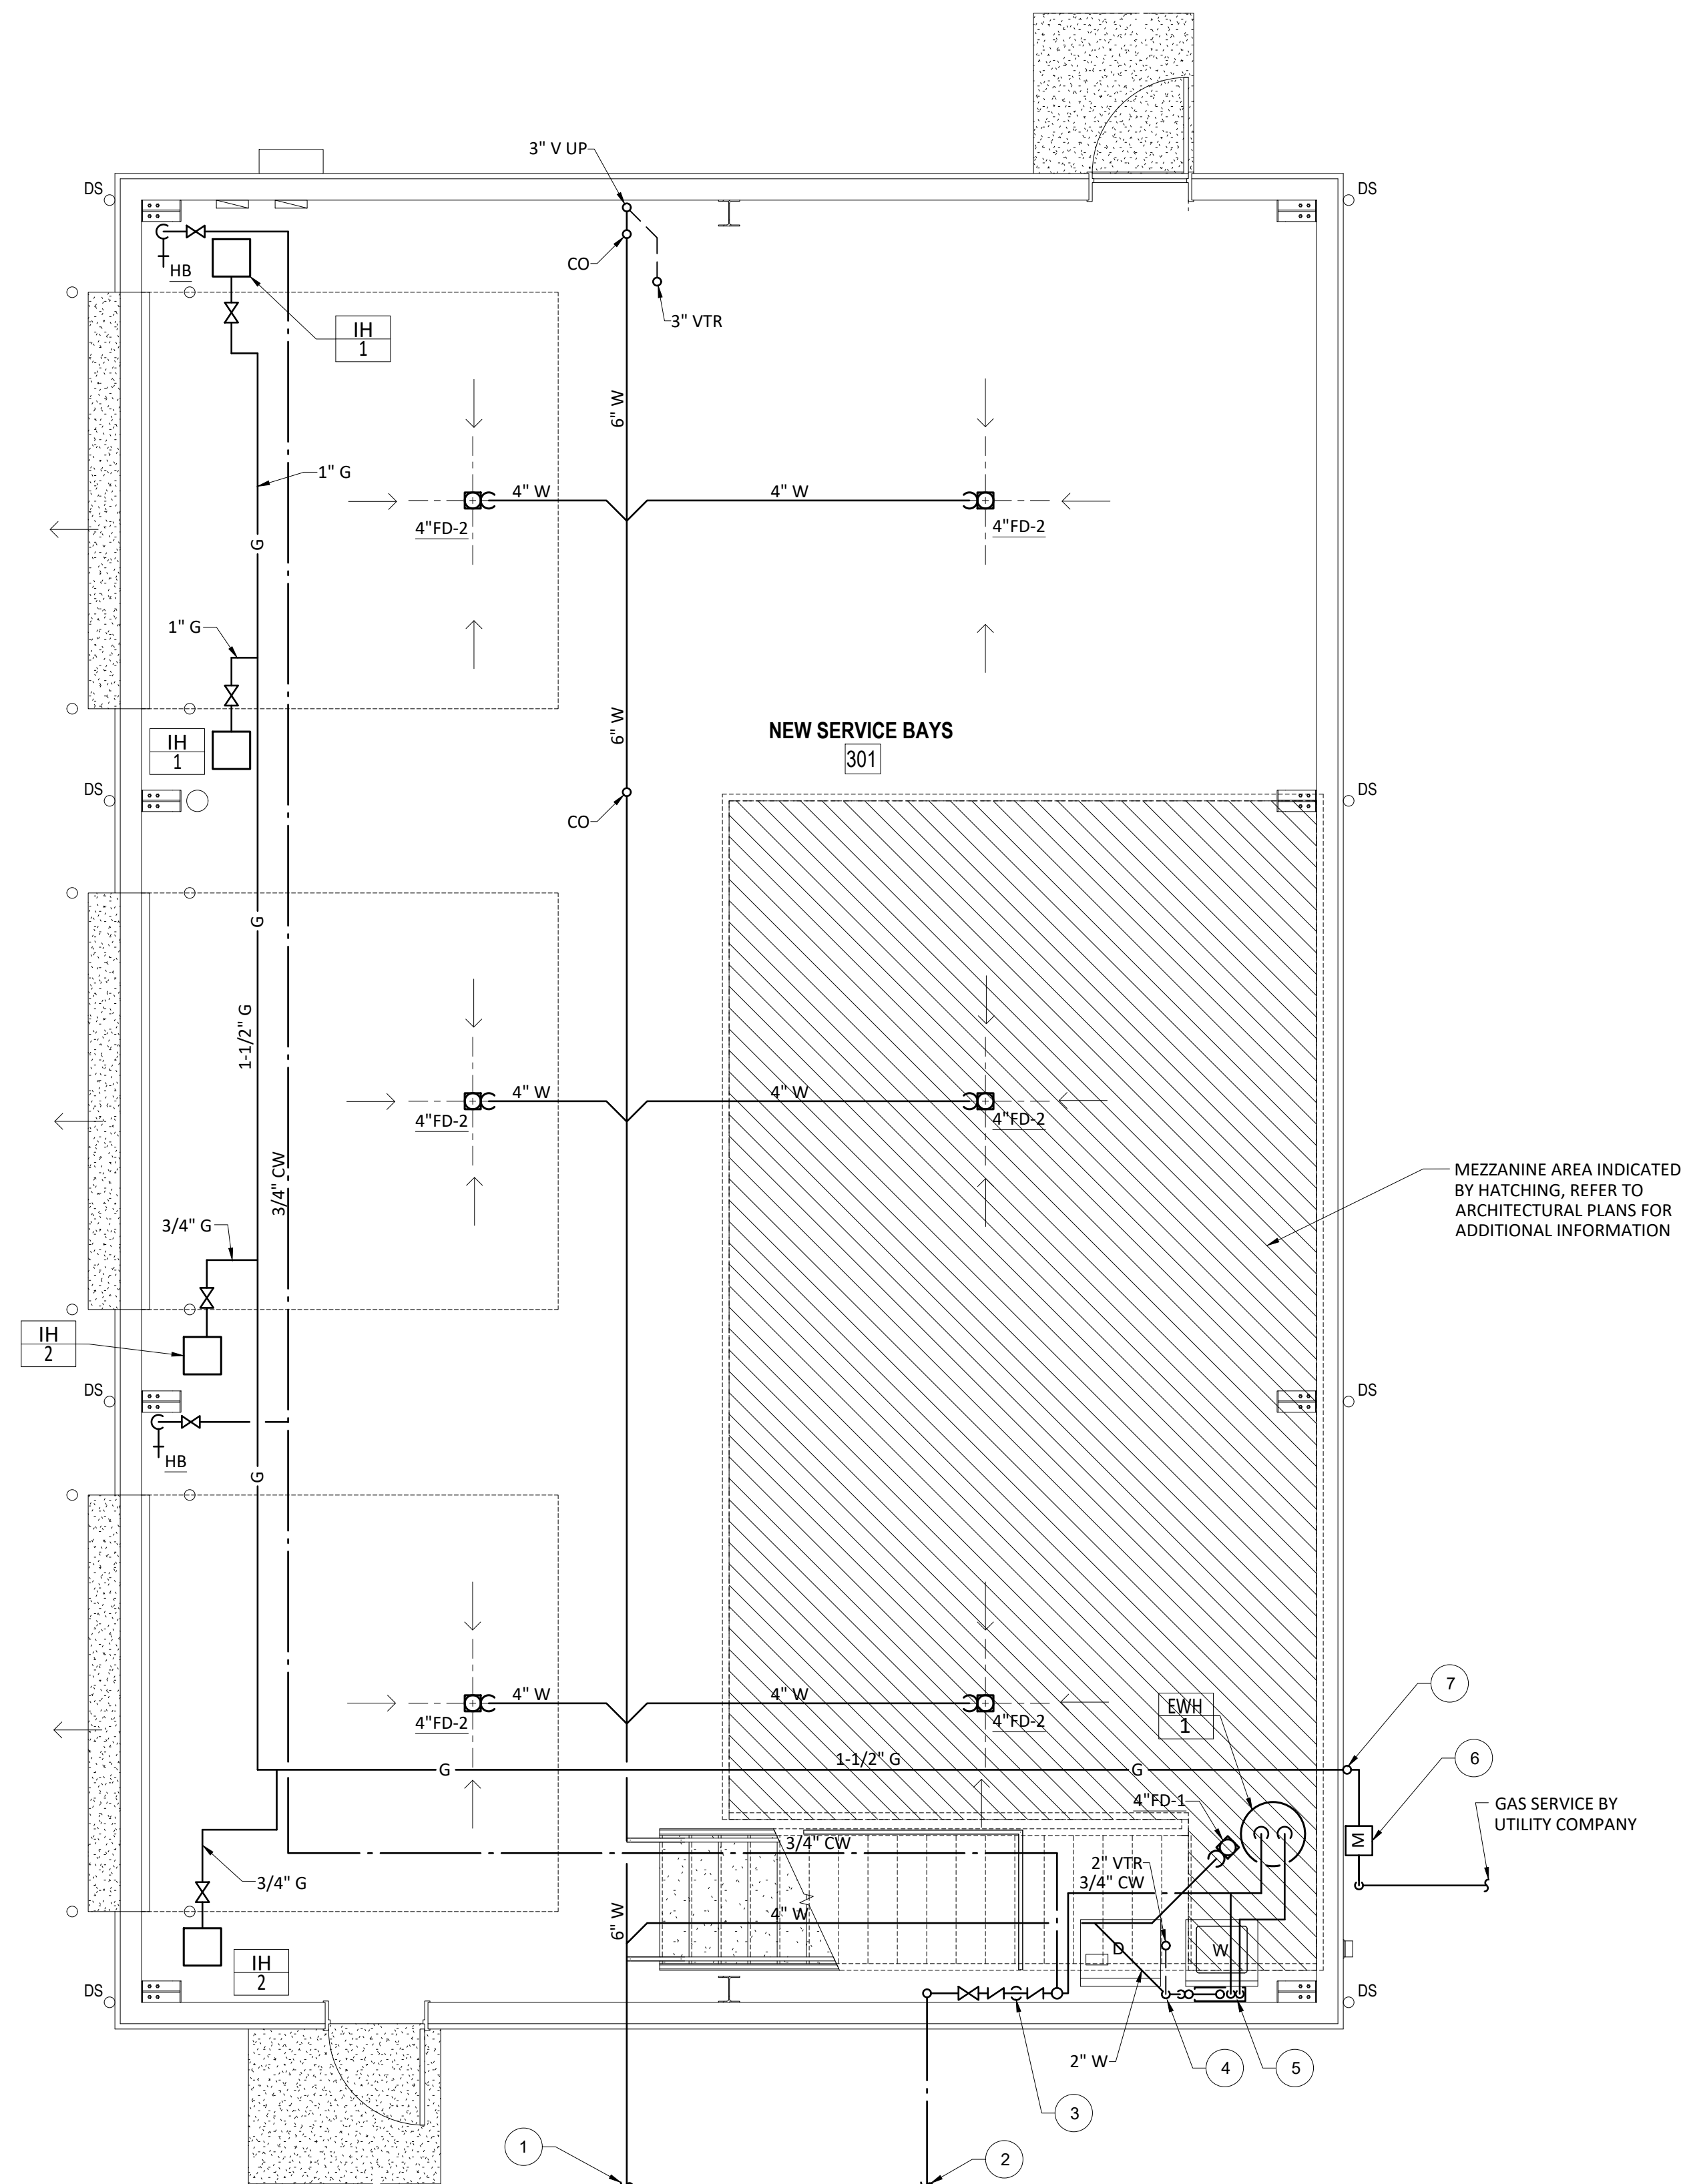 3" V UP
DS
DS
CO
HB
3" VTR
IH
1
6" W
1" G
4" W
4" W
4"FD-2
4"FD-2
G
1" G
6" W
NEW SERVICE BAYS
301
IH
1
DS
DS
CO
G
1-1/2" G
4" W
4" W
4"FD-2
4"FD-2
3/4" CW
MEZZANINE AREA INDICATED
BY HATCHING, REFER TO
ARCHITECTURAL PLANS FOR
ADDITIONAL INFORMATION
3/4" G
IH
2
DS
DS
HB
G
7
4" W
4" W
EWH
1
4"FD-2
4"FD-2
G
1-1/2" G
G
6
4"FD-1
GAS SERVICE BY
UTILITY COMPANY
M
3/4" CW
2" VTR
3/4" CW
3/4" G
6" W
4" W
D
W
IH
2
DS
DS
2" W
4
5
3
1
2